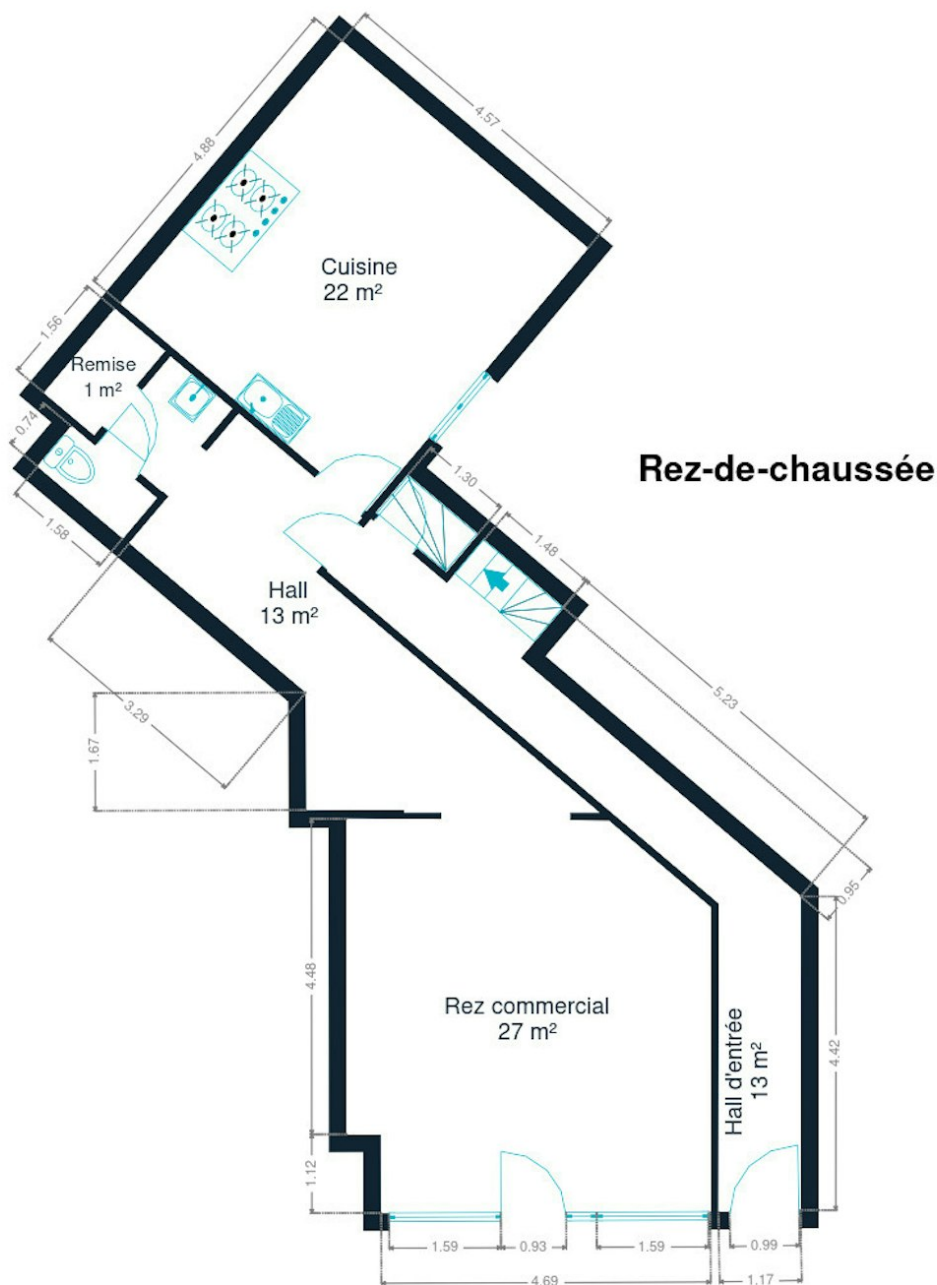 4.57
4.88
Cuisine
22 m²
1.56
Remise
1 m²
0.74
1.30
Rez-de-chaussée
1.58
1.48
Hall
13 m²
5.23
3.29
1.67
0.95
4.48
Rez commercial
27 m²
Hall d'entrée
13 m²
4.42
1.12
1.59
0.93
1.59
0.99
4.69
1.17